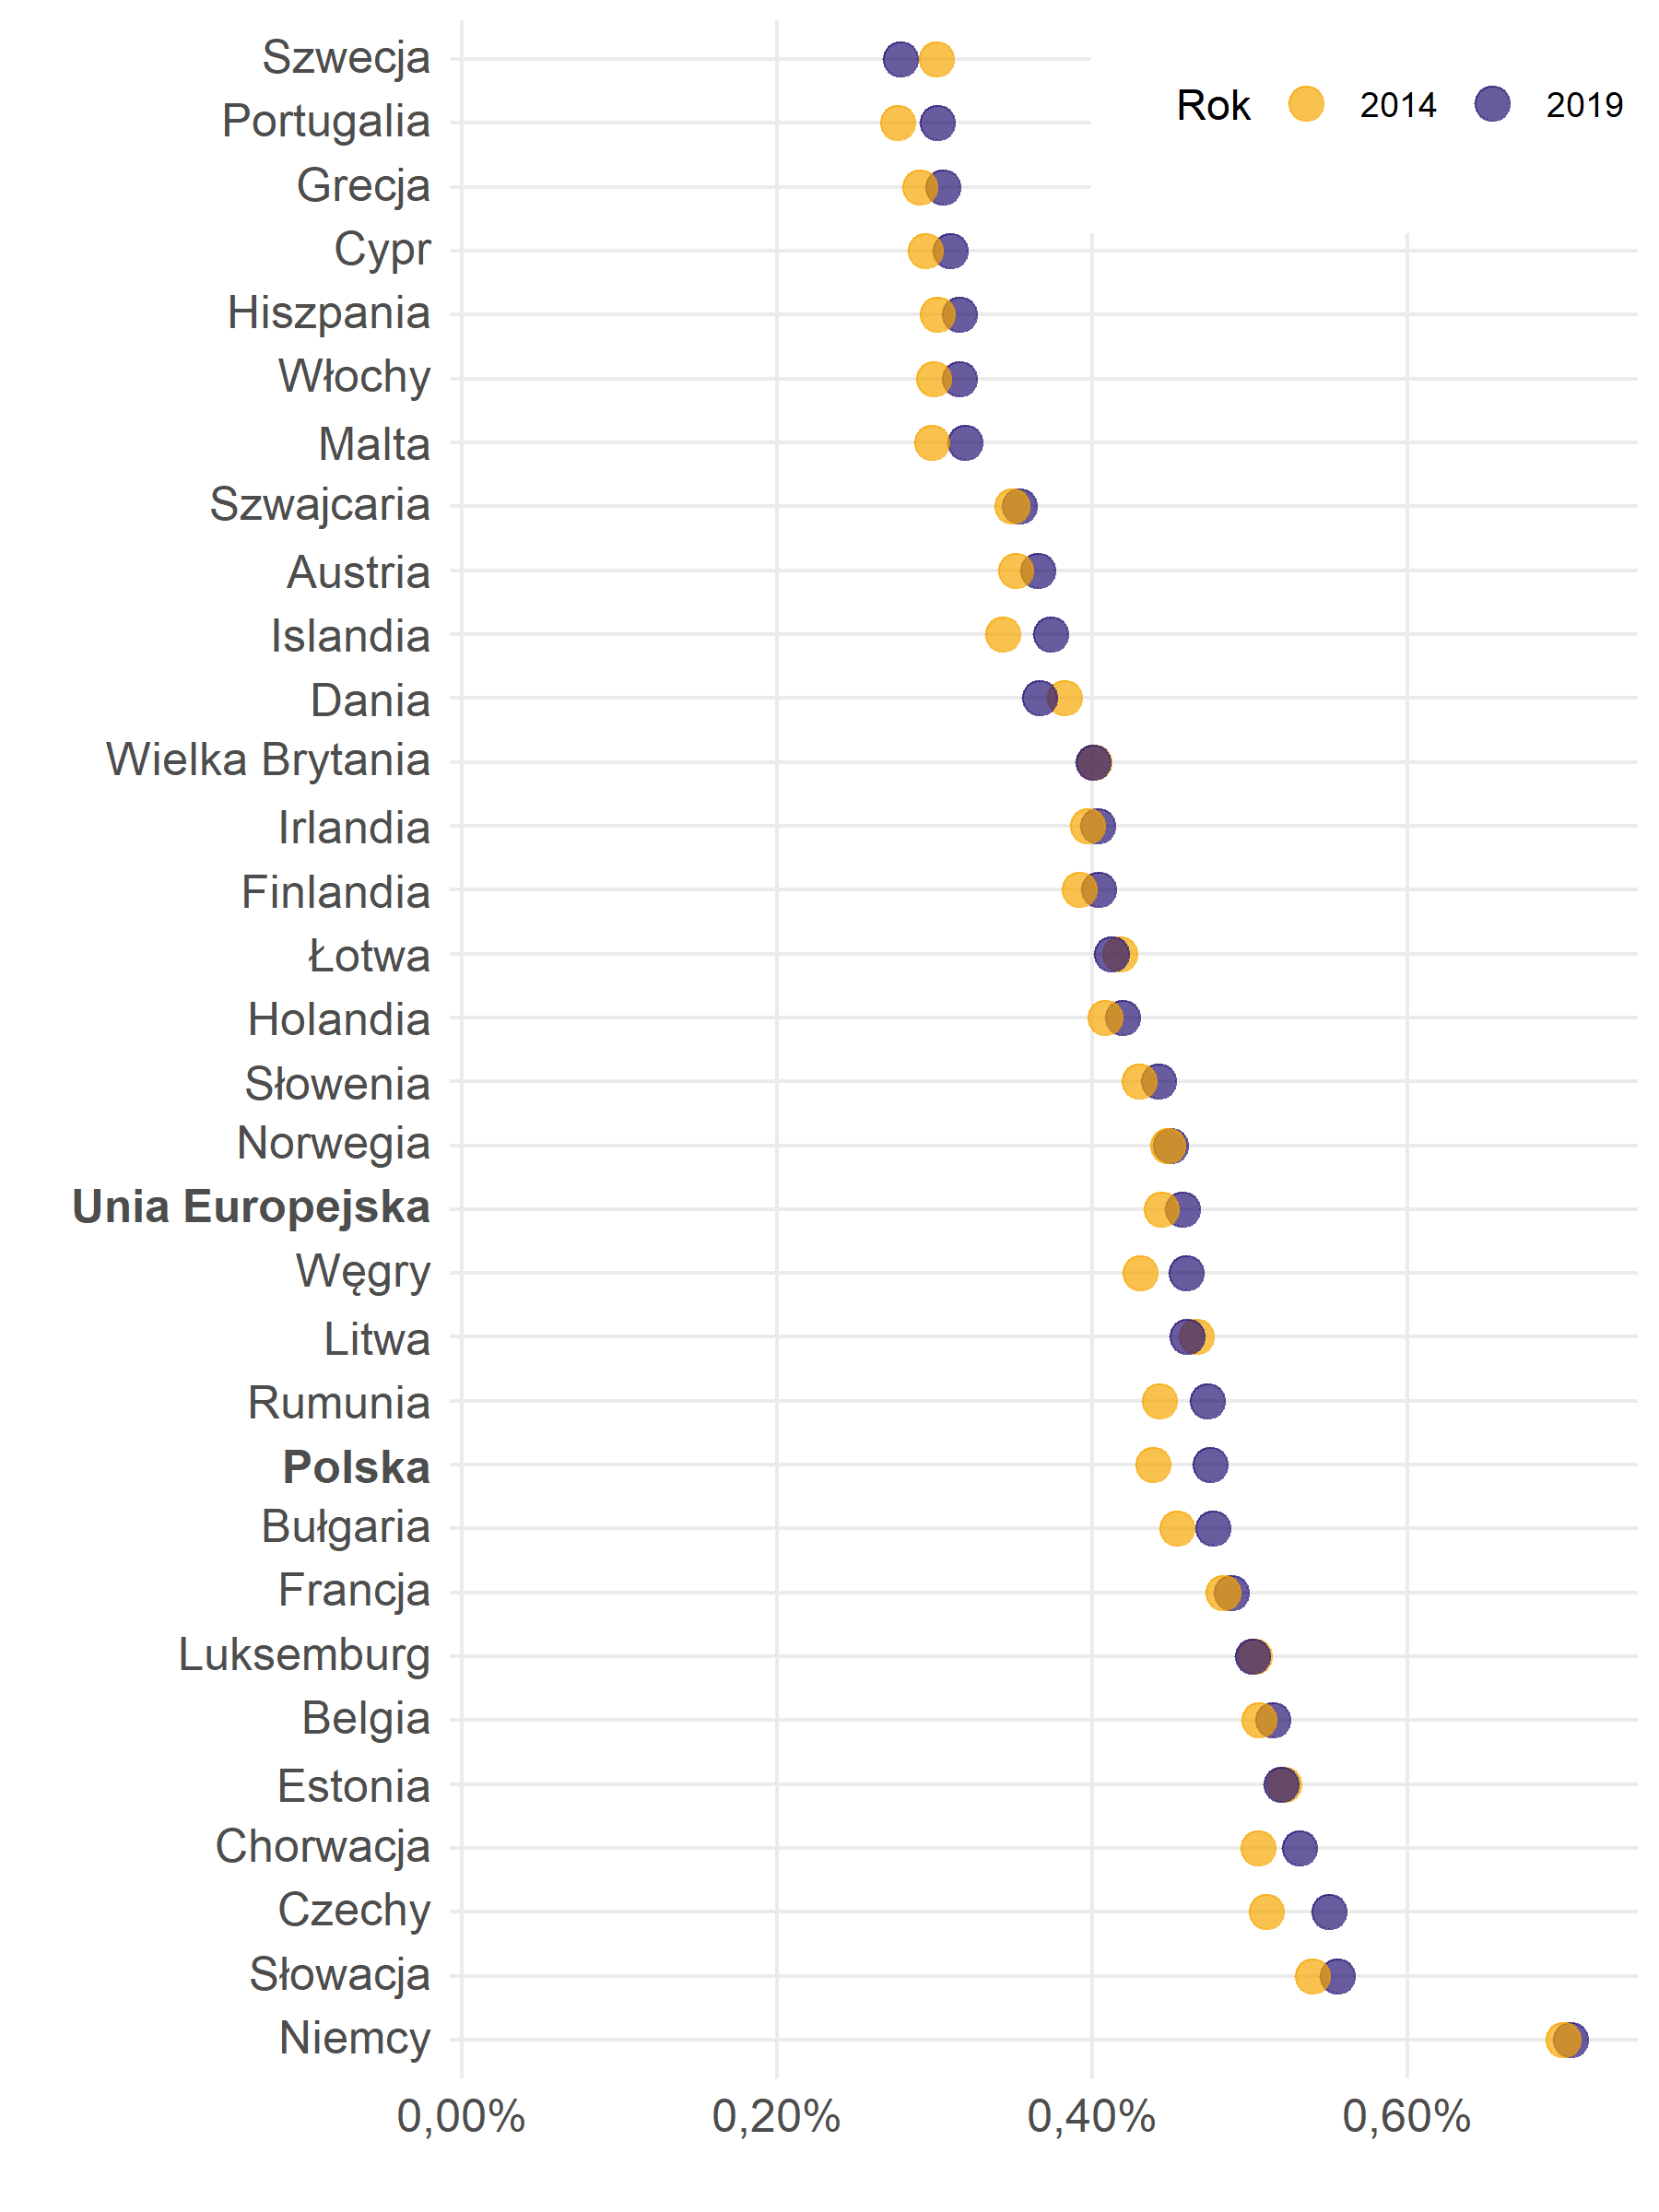 Szwecja
Rok 2014 2019
Portugalia
Grecja
Cypr
Hiszpania
Włochy
Malta
Szwajcaria
Austria
Islandia
Dania
Wielka Brytania
Irlandia
Finlandia
Łotwa
Holandia
Słowenia
Norwegia
Unia Europejska
Węgry
Litwa
Rumunia
Polska
Bułgaria
Francja
Luksemburg
Belgia
Estonia
Chorwacja
Czechy
Słowacja
Niemcy
0,00% 0,20% 0,40% 0,60%